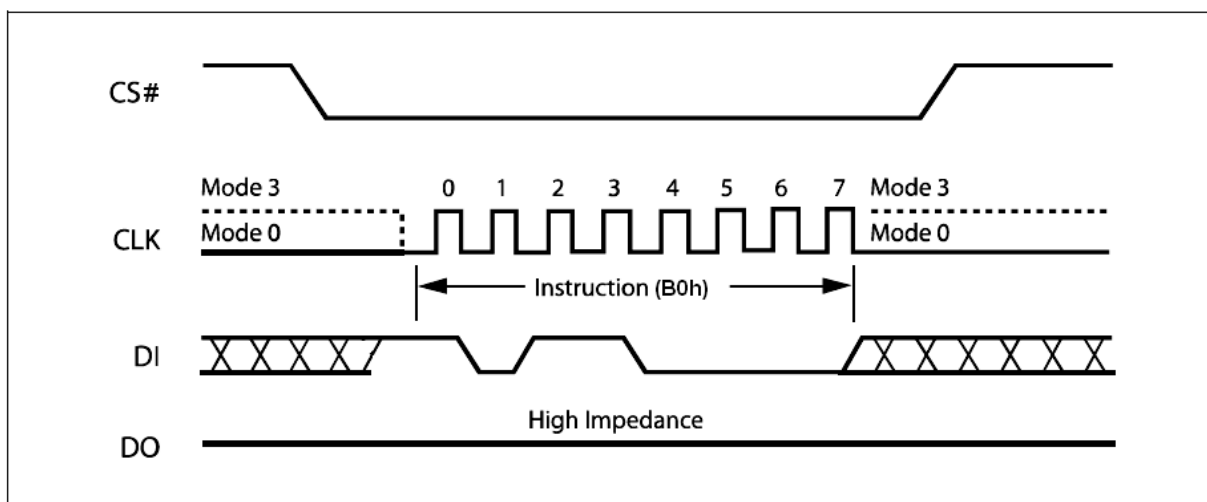 CS#
Mode 3 0 1 2 3 4 5 6 7 Mode 3
CLK Mode 0 Mode 0
Instruction (B0h)
DI
High Impedance
DO